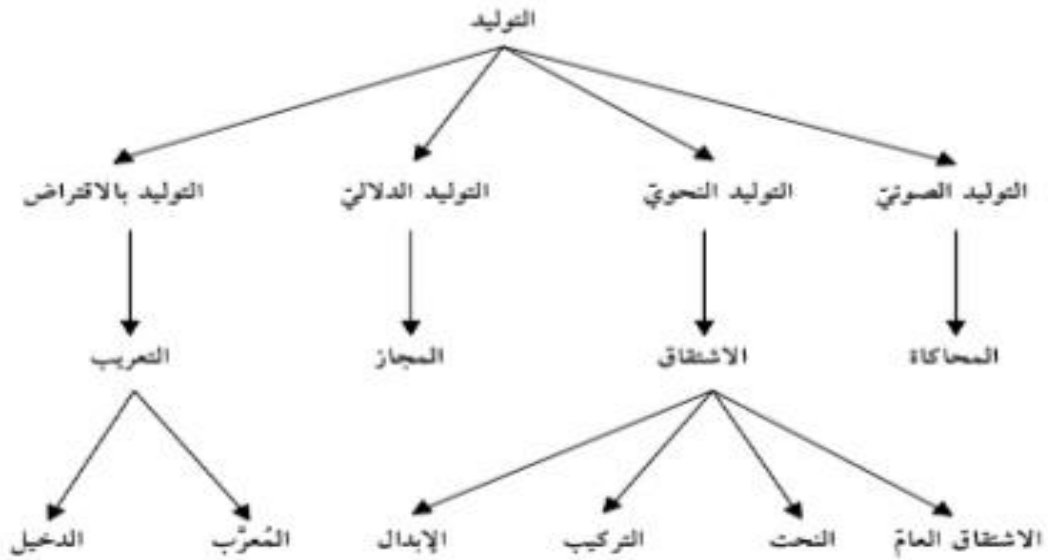 التوليد
التوليد الصوتيّ التوليد النحويّ التوليد الدلاليّ التوليد بالاقتراض
المحاكاة الاشتقاق المجاز التعريب
الاشتقاق العامّ النحت التركيب الإبدال المُعرَّب الدخيل